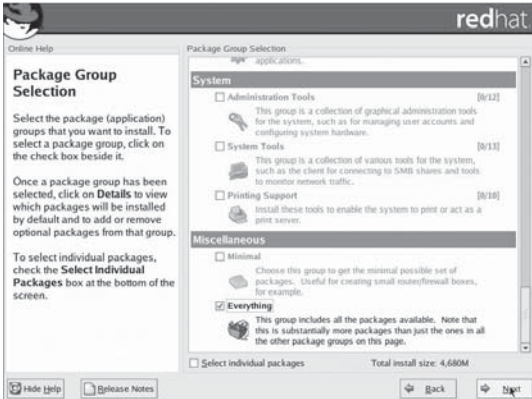 redhat.
Online Help
Package Group
Selection
Select the package (application)
groups that you want to install. To
select a package group, click on
the check box beside it.
Once a package group has been
selected, click on Details to view
which packages will be installed
by default and to add or remove
optional packages from that group.
To select individual packages,
check the Select Individual
Packages box at the bottom of the
screen.
Package Group Selection
applications.
System
Administration Tools [0/12]
This group is a collection of graphical administration tools
for the system, such as for managing user accounts and
configuring system hardware.
System Tools [0/13]
This group is a collection of various tools for the system,
such as the client for connecting to SMB shares and tools
to monitor network traffic.
Printing Support [0/10]
Install these tools to enable the system to print or act as a
print server.
Miscellaneous
Minimal
Choose this group to get the minimal possible set of
packages. Useful for creating small router/firewall boxes,
for example.
Everything
This group includes all the packages available. Note that
this is substantially more packages than just the ones in all
the other package groups on this page.
Select individual packages Total install size: 4,680M
Hide Help Release Notes Back Next